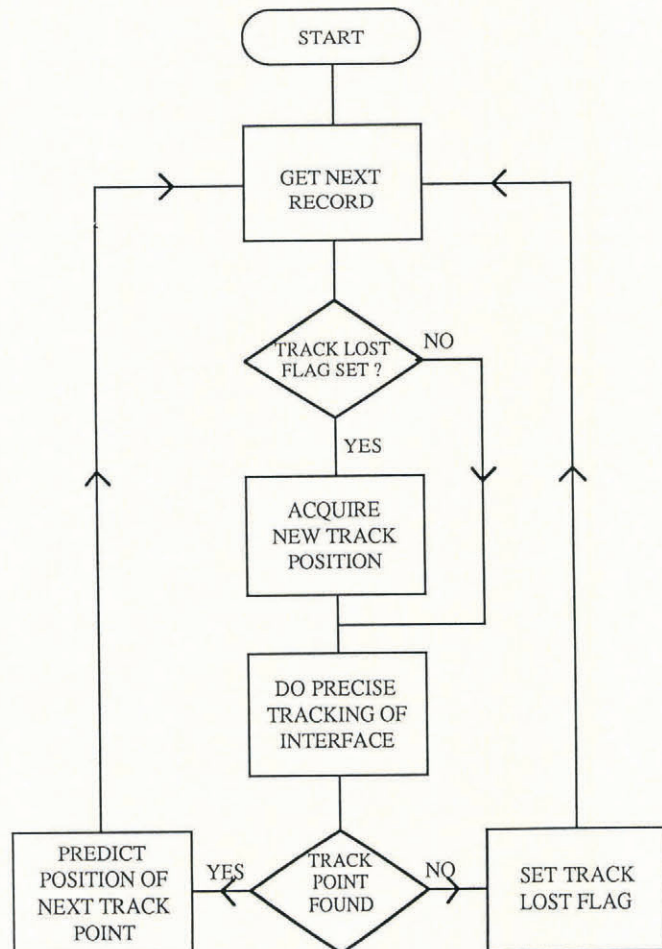 START
GET NEXT
RECORD
TRACK LOST
FLAG SET ?
NO
YES
ACQUIRE
NEW TRACK
POSITION
DO PRECISE
TRACKING OF
INTERFACE
TRACK
POINT
FOUND
YES
NO
PREDICT
POSITION OF
NEXT TRACK
POINT
SET TRACK
LOST FLAG